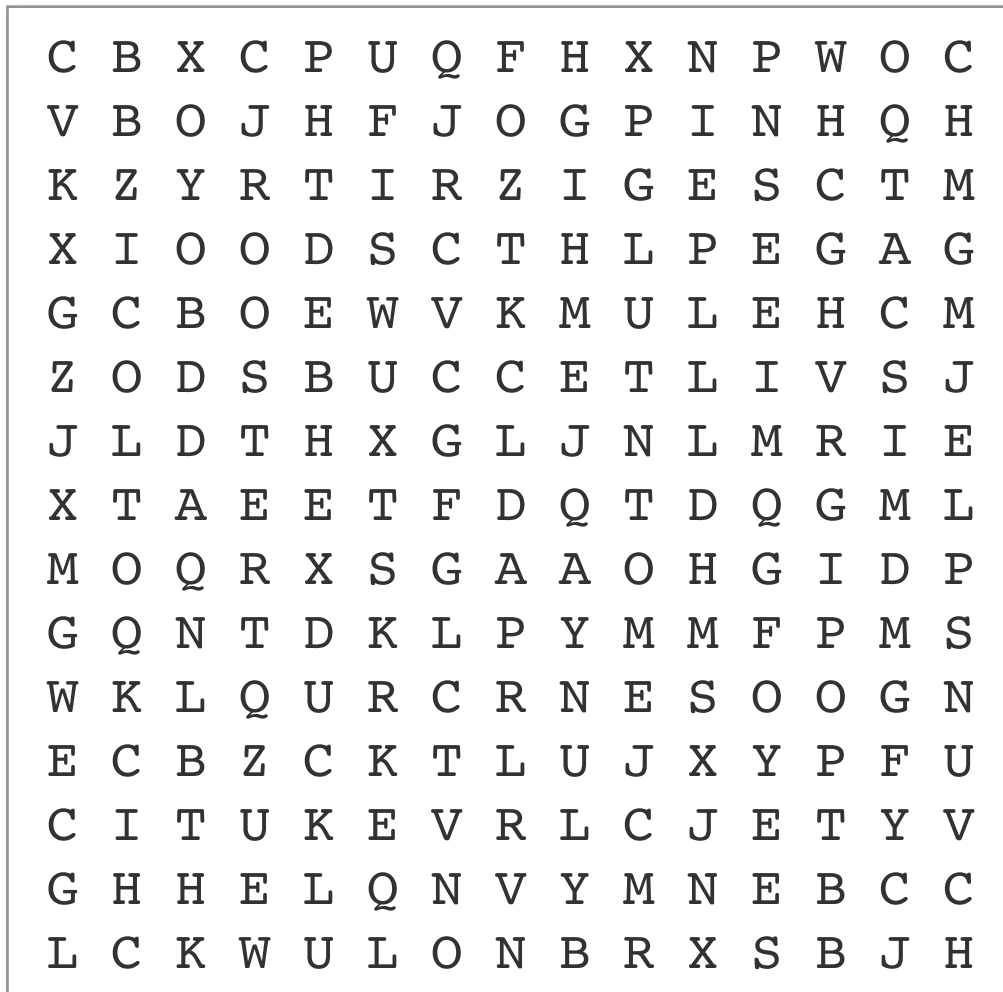 C B X C P U Q F H X N P W O C
V B O J H F J O G P I N H Q H
K Z Y R T I R Z I G E S C T M
X I O O D S C T H L P E G A G
G C B O E W V K M U L E H C M
Z O D S B U C C E T L I V S J
J L D T H X G L J N L M R I E
X T A E E T F D Q T D Q G M L
M O Q R X S G A A O H G I D P
G Q N T D K L P Y M M F P M S
W K L Q U R C R N E S O O G N
E C B Z C K T L U J X Y P F U
C I T U K E V R L C J E T Y V
G H H E L Q N V Y M N E B C C
L C K W U L O N B R X S B J H